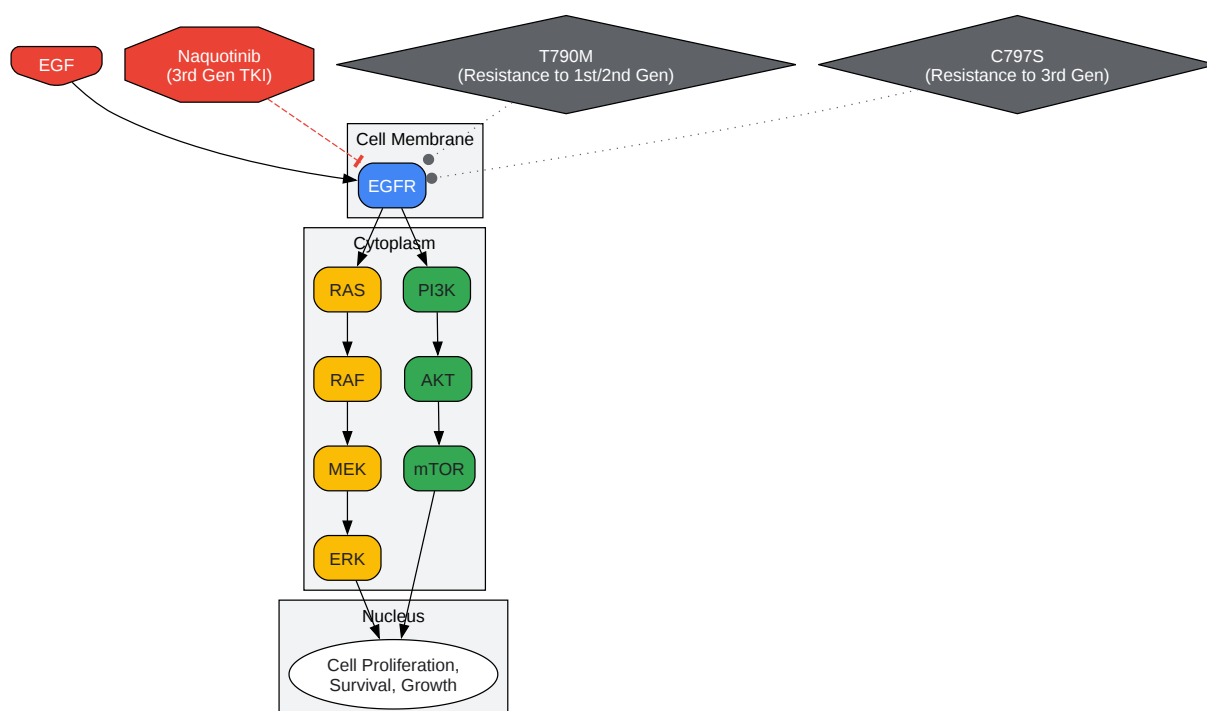 EGF
Naquotinib
(3rd Gen TKI)
T790M
(Resistance to 1st/2nd Gen)
C797S
(Resistance to 3rd Gen)
Cell Membrane
EGFR
Cytoplasm
RAS
PI3K
RAF
AKT
MEK
mTOR
ERK
Nucleus
Cell Proliferation,
Survival, Growth